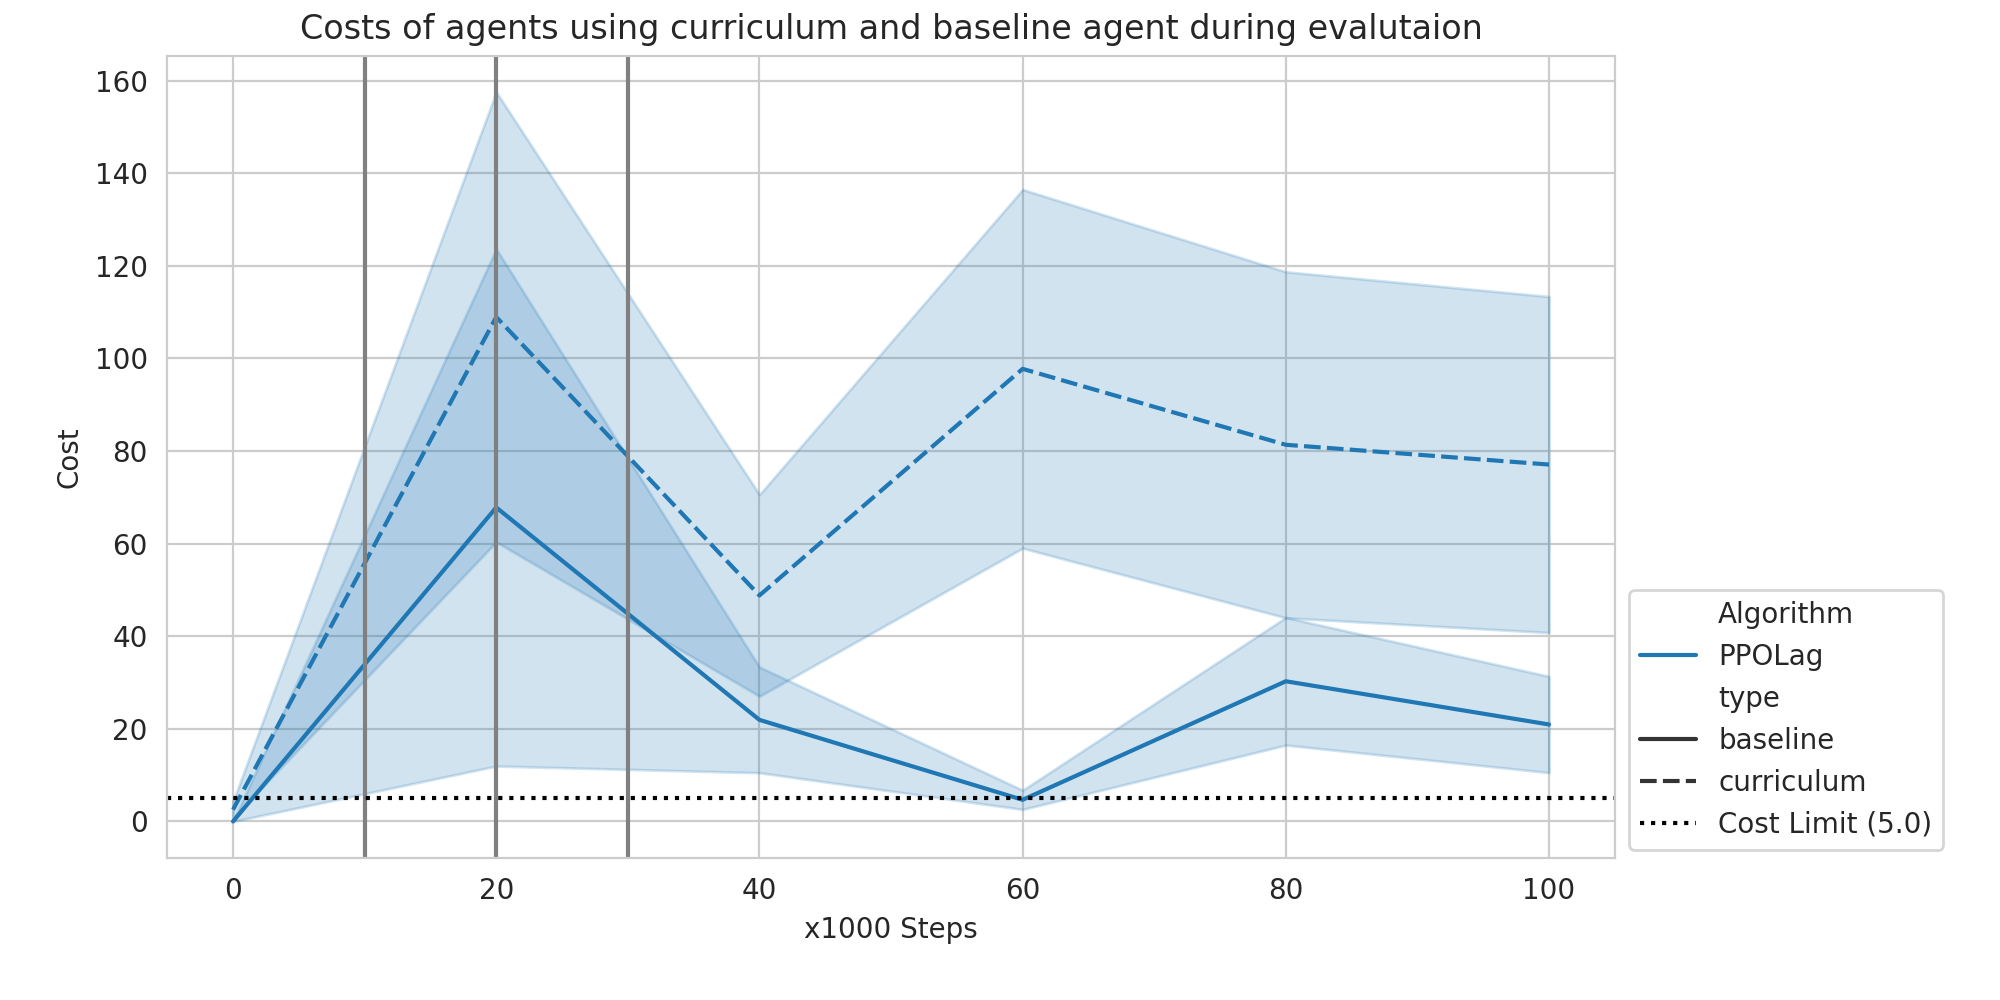 Costs of agents using curriculum and baseline agent during evalutaion
160
140
120
100
80
60
40
20
0
Cost
0 20 40 60 80 100
x1000 Steps
Algorithm
PPOLag
type
baseline
curriculum
Cost Limit (5.0)